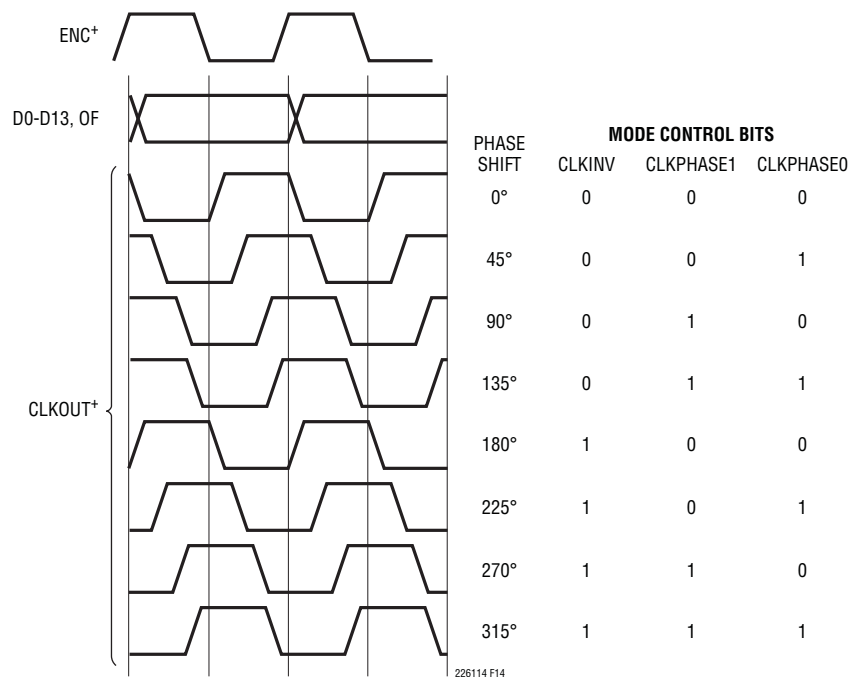 ENC+
D0-D13, OF
CLKOUT+
PHASE
SHIFT
MODE CONTROL BITS
CLKINV CLKPHASE1 CLKPHASE0
0° 0 0 0
45° 0 0 1
90° 0 1 0
135° 0 1 1
180° 1 0 0
225° 1 0 1
270° 1 1 0
315° 1 1 1
226114 F14